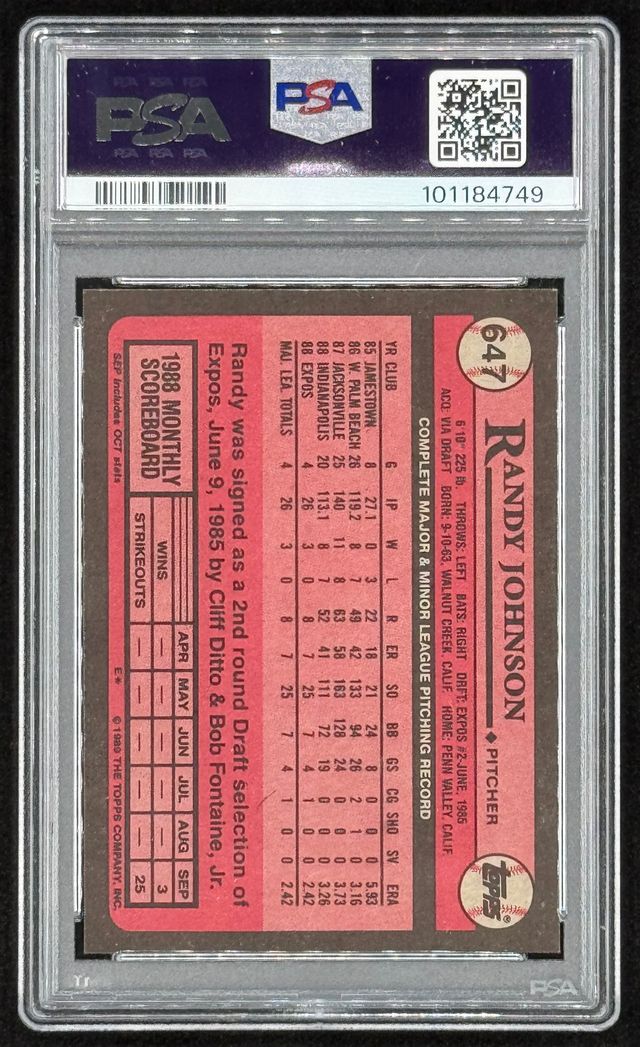 PSA PSA PSA
PSA
PSA PSA PSA
PSA
101184749
647
RANDY JOHNSON ♦ PITCHER
topps®
6'10" 225 lb. THROWS: LEFT BATS: RIGHT DRFT: EXPOS #2-JUNE, 1985
ACQ: VIA DRAFT BORN: 9-10-63, WALNUT CREEK, CALIF. HOME: PENN VALLEY, CALIF.
COMPLETE MAJOR & MINOR LEAGUE PITCHING RECORD
YR CLUB G IP W L R ER SO BB GS CG SHO SV ERA
85 JAMESTOWN 8 27.1 0 3 22 18 21 24 8 0 0 0 5.93
86 W. PALM BEACH 26 119.2 8 7 49 42 133 94 26 2 1 0 3.16
87 JACKSONVILLE 25 140 11 8 63 58 163 128 24 0 0 0 3.73
88 INDIANAPOLIS 20 113.1 8 7 52 41 111 72 19 0 0 0 3.26
88 EXPOS 4 26 3 0 8 7 25 7 4 1 0 0 2.42
MAJ. LEA. TOTALS 4 26 3 0 8 7 25 7 4 1 0 0 2.42
Randy was signed as a 2nd round Draft selection of
Expos, June 9, 1985 by Cliff Ditto & Bob Fontaine, Jr.
1988 MONTHLY
SCOREBOARD
APR MAY JUN JUL AUG SEP
WINS — — — — — 3
STRIKEOUTS — — — — — 25
SEP includes OCT stats
E* © 1989 THE TOPPS COMPANY, INC.
PSA